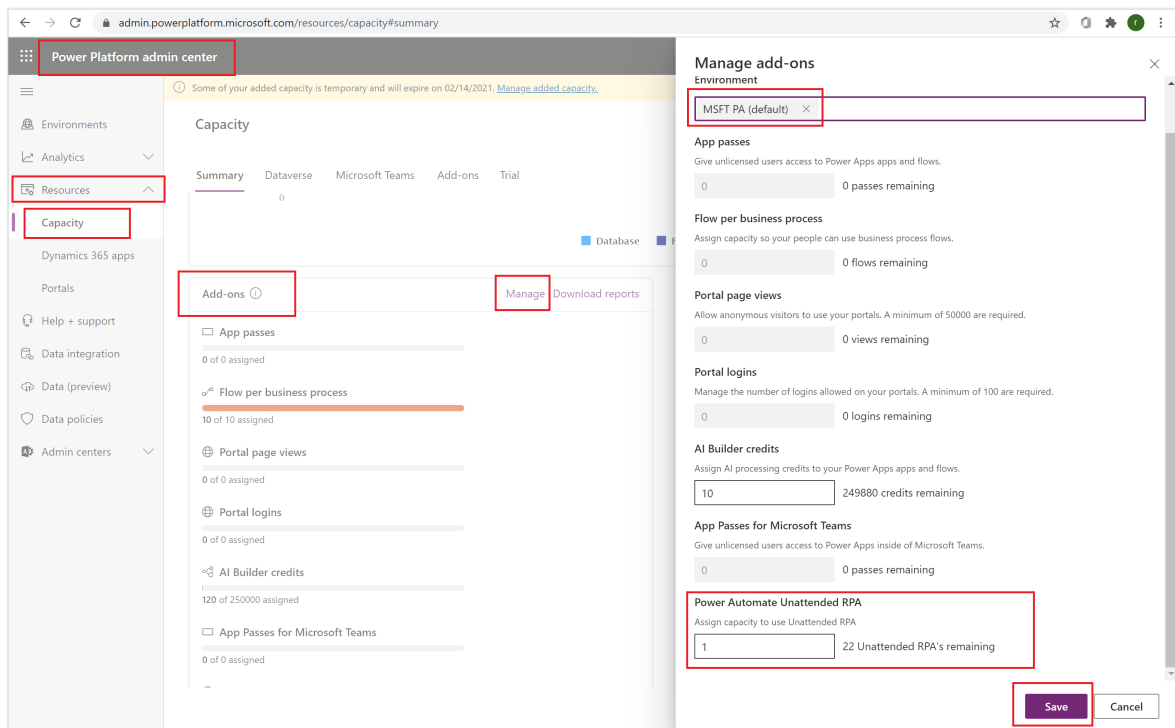 admin.powerplatform.microsoft.com/resources/capacity#summary
r
Power Platform admin center
Some of your added capacity is temporary and will expire on 02/14/2021. Manage added capacity.
Environments
Analytics
Resources
Capacity
Dynamics 365 apps
Portals
Help + support
Data integration
Data (preview)
Data policies
Admin centers
Capacity
Summary Dataverse Microsoft Teams Add-ons Trial
0
Database F
Add-ons
Manage Download reports
App passes
0 of 0 assigned
Flow per business process
10 of 10 assigned
Portal page views
0 of 0 assigned
Portal logins
0 of 0 assigned
AI Builder credits
120 of 250000 assigned
App Passes for Microsoft Teams
0 of 0 assigned
Manage add-ons
Environment
MSFT PA (default)
App passes
Give unlicensed users access to Power Apps apps and flows.
0 0 passes remaining
Flow per business process
Assign capacity so your people can use business process flows.
0 0 flows remaining
Portal page views
Allow anonymous visitors to use your portals. A minimum of 50000 are required.
0 0 views remaining
Portal logins
Manage the number of logins allowed on your portals. A minimum of 100 are required.
0 0 logins remaining
AI Builder credits
Assign AI processing credits to your Power Apps apps and flows.
10 249880 credits remaining
App Passes for Microsoft Teams
Give unlicensed users access to Power Apps inside of Microsoft Teams.
0 0 passes remaining
Power Automate Unattended RPA
Assign capacity to use Unattended RPA
1 22 Unattended RPA's remaining
Save Cancel